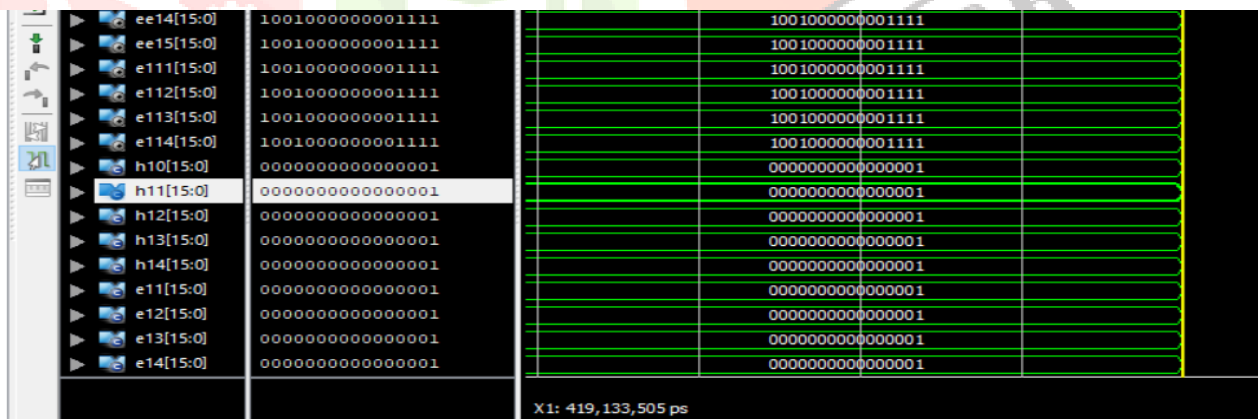 ee14[15:0] 1001000000001111 1001000000001111
ee15[15:0] 1001000000001111 1001000000001111
e111[15:0] 1001000000001111 1001000000001111
e112[15:0] 1001000000001111 1001000000001111
e113[15:0] 1001000000001111 1001000000001111
e114[15:0] 1001000000001111 1001000000001111
h10[15:0] 0000000000000001 0000000000000001
h11[15:0] 0000000000000001 0000000000000001
h12[15:0] 0000000000000001 0000000000000001
h13[15:0] 0000000000000001 0000000000000001
h14[15:0] 0000000000000001 0000000000000001
e11[15:0] 0000000000000001 0000000000000001
e12[15:0] 0000000000000001 0000000000000001
e13[15:0] 0000000000000001 0000000000000001
e14[15:0] 0000000000000001 0000000000000001
X1: 419,133,505 ps